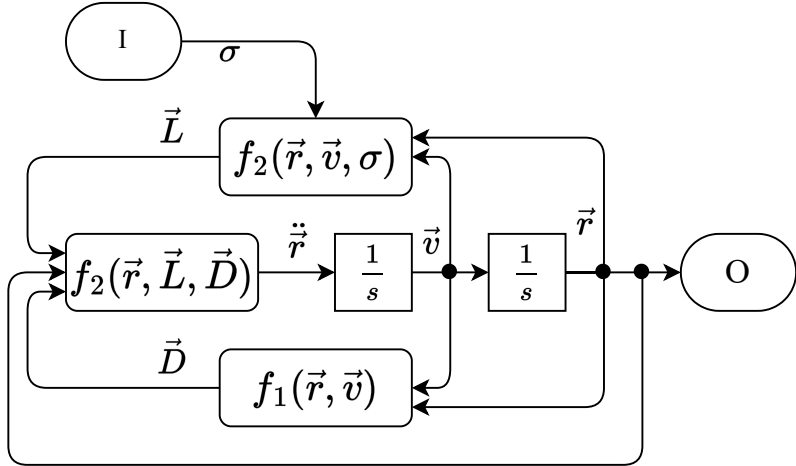 I
σ
L⃗
f₂(r⃗, v⃗, σ)
r⃗̈
v⃗
r⃗
f₂(r⃗, L⃗, D⃗)
1/s
1/s
O
D⃗
f₁(r⃗, v⃗)